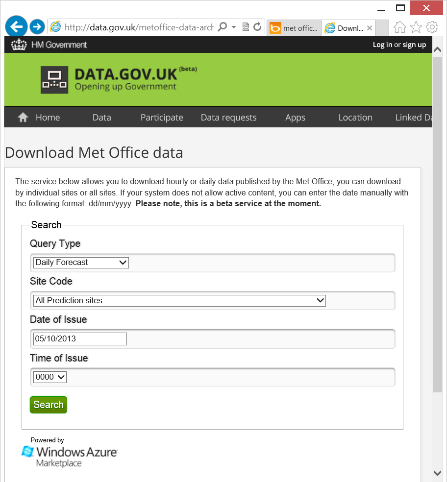 http://data.gov.uk/metoffice-data-arc
met offic...
Downl...
HM Government
Log in or sign up
DATA.GOV.UK (beta)
Opening up Government
Home Data Participate Data requests Apps Location Linked Da
Download Met Office data
The service below allows you to download hourly or daily data published by the Met Office, you can download
by individual sites or all sites. If your system does not allow active content, you can enter the date manually with
the following format: dd/mm/yyyy. Please note, this is a beta service at the moment.
Search
Query Type
Daily Forecast
Site Code
All Prediction sites
Date of Issue
05/10/2013
Time of Issue
0000
Search
Powered by
Windows Azure
Marketplace